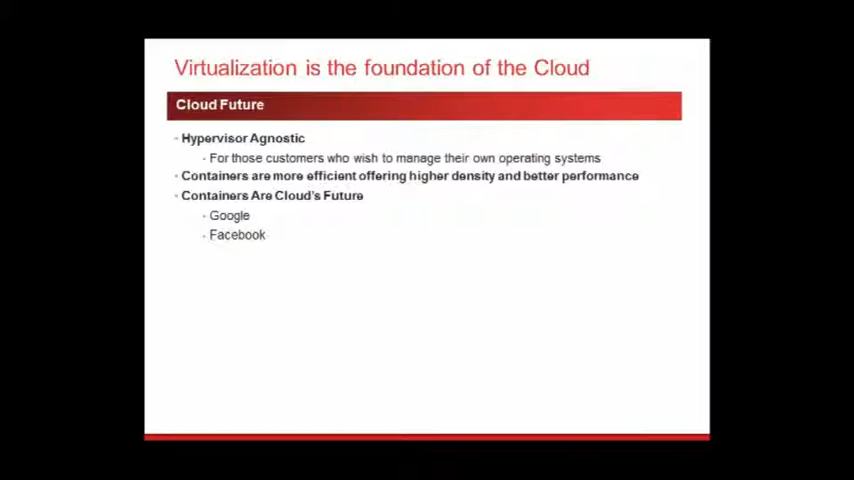 Virtualization is the foundation of the Cloud
Cloud Future
Hypervisor Agnostic
For those customers who wish to manage their own operating systems
Containers are more efficient offering higher density and better performance
Containers Are Cloud's Future
Google
Facebook